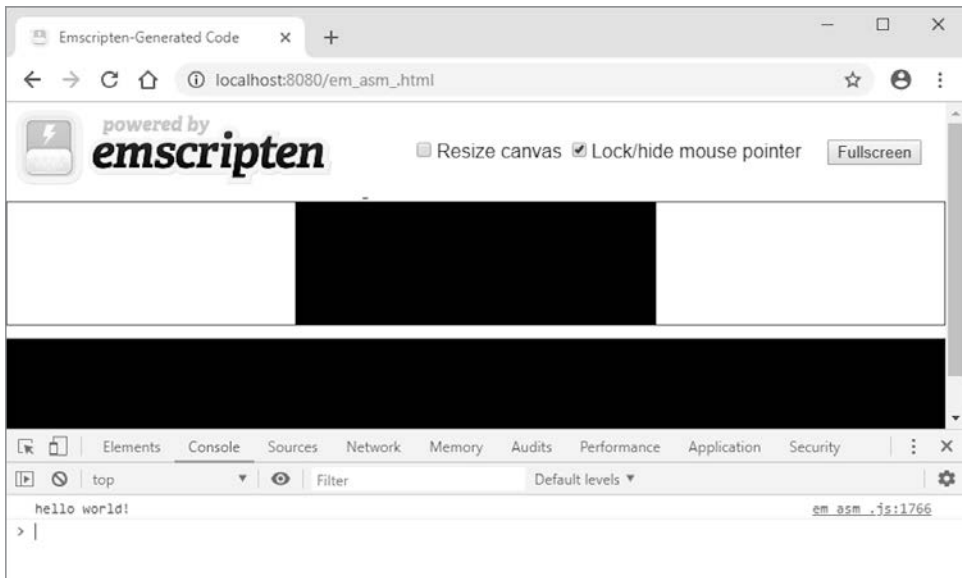 Emscripten-Generated Code
localhost:8080/em_asm_.html
powered by
emscripten
Resize canvas Lock/hide mouse pointer Fullscreen
Elements Console Sources Network Memory Audits Performance Application Security
top Filter Default levels ▼
hello world! em_asm_.js:1766
>